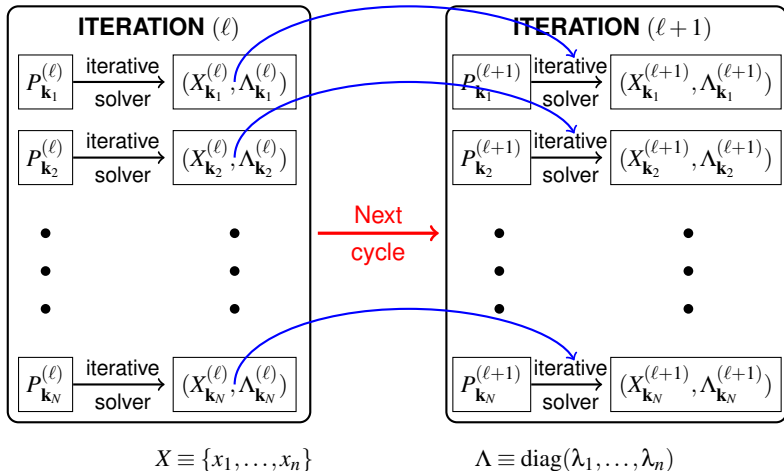 ITERATION (ℓ) ITERATION (ℓ + 1)
P_{k_1}^{(ℓ)} iterative solver (X_{k_1}^{(ℓ)}, Λ_{k_1}^{(ℓ)}) P_{k_1}^{(ℓ+1)} iterative solver (X_{k_1}^{(ℓ+1)}, Λ_{k_1}^{(ℓ+1)})
P_{k_2}^{(ℓ)} iterative solver (X_{k_2}^{(ℓ)}, Λ_{k_2}^{(ℓ)}) P_{k_2}^{(ℓ+1)} iterative solver (X_{k_2}^{(ℓ+1)}, Λ_{k_2}^{(ℓ+1)})
Next
cycle
P_{k_N}^{(ℓ)} iterative solver (X_{k_N}^{(ℓ)}, Λ_{k_N}^{(ℓ)}) P_{k_N}^{(ℓ+1)} iterative solver (X_{k_N}^{(ℓ+1)}, Λ_{k_N}^{(ℓ+1)})
X ≡ {x_1, …, x_n} Λ ≡ diag(λ_1, …, λ_n)